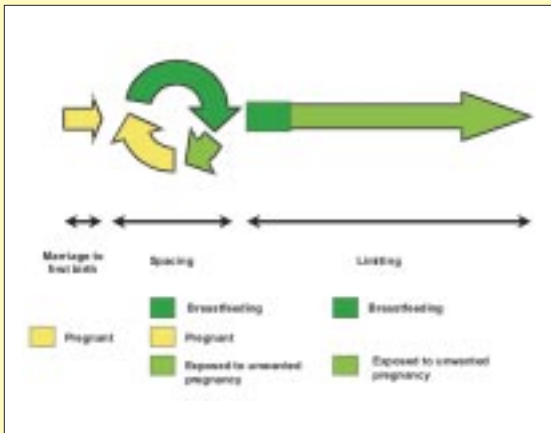 Marriage to
first birth
Spacing
Limiting
Pregnant
Breastfeeding
Pregnant
Exposed to unwanted
pregnancy
Breastfeeding
Exposed to unwanted
pregnancy